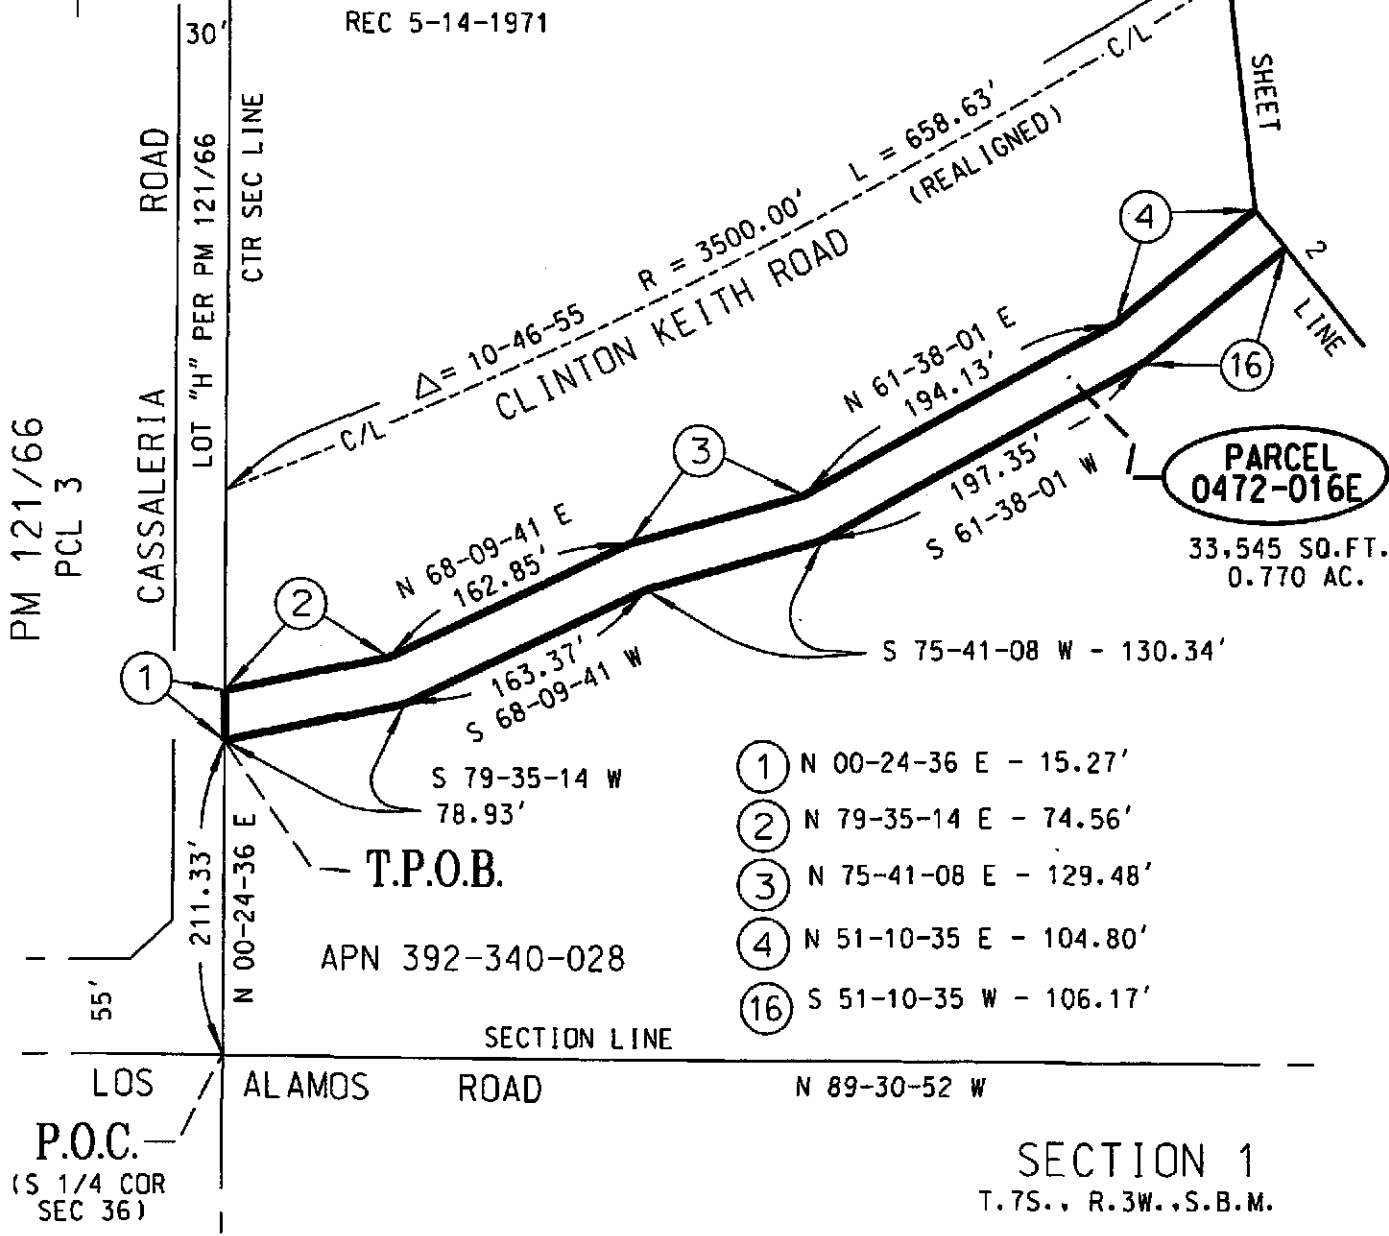 REC 5-14-1971
30'
ROAD
CASSALERIA
LOT "H" PER PM 121/66
CTR SEC LINE
PM 121/66
PCL 3
C/L
Δ= 10-46-55 R = 3500.00' L = 658.63'
C/L
CLINTON KEITH ROAD
(REALIGNED)
SHEET
2
LINE
4
16
N 61-38-01 E
194.13'
197.35'
S 61-38-01 W
PARCEL
0472-016E
33,545 SQ.FT.
0.770 AC.
3
N 68-09-41 E
162.85'
2
1
163.37'
S 68-09-41 W
S 75-41-08 W - 130.34'
S 79-35-14 W
78.93'
T.P.O.B.
211.33'
N 00-24-36 E
1 N 00-24-36 E - 15.27'
2 N 79-35-14 E - 74.56'
3 N 75-41-08 E - 129.48'
4 N 51-10-35 E - 104.80'
16 S 51-10-35 W - 106.17'
APN 392-340-028
55'
SECTION LINE
LOS ALAMOS ROAD
N 89-30-52 W
P.O.C.
(S 1/4 COR
SEC 36)
SECTION 1
T.7S., R.3W.,S.B.M.